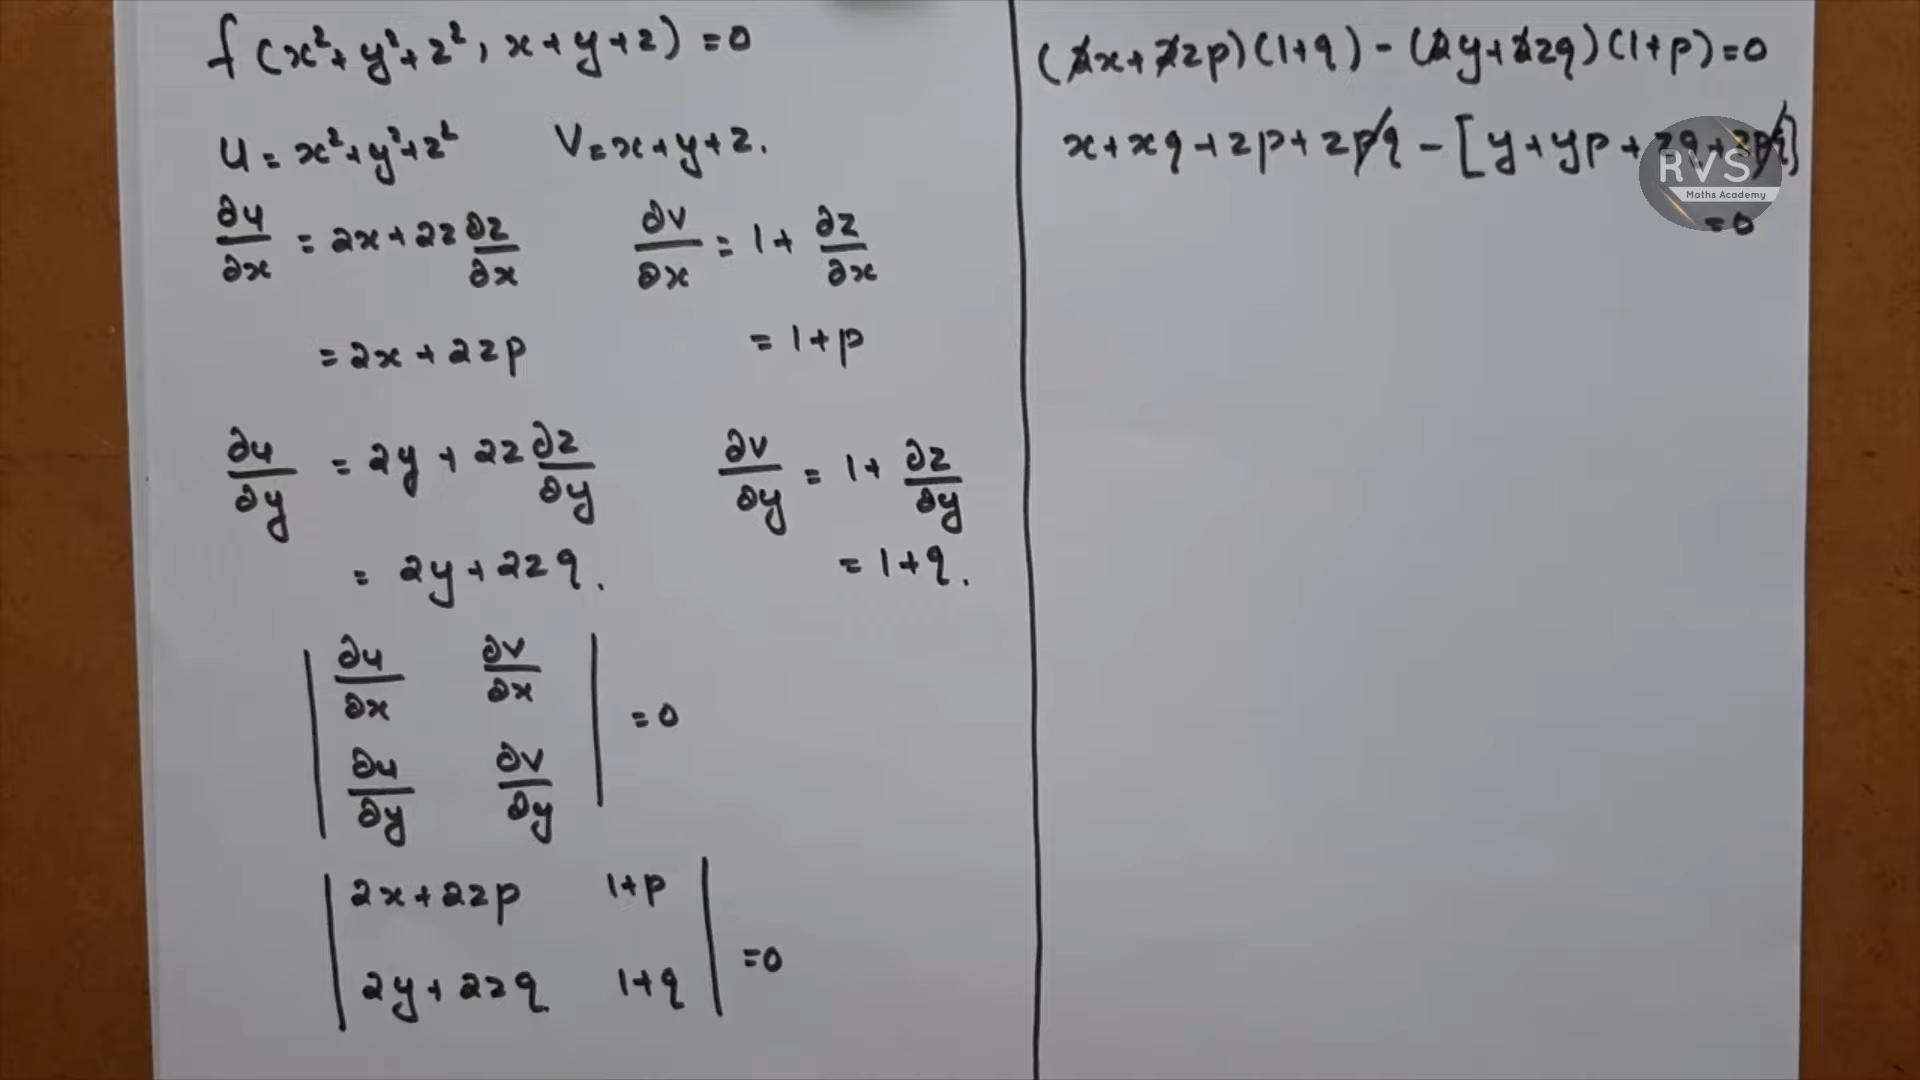 f(x²+y²+z², x+y+z)=0
u=x²+y²+z² V=x+y+z.
∂u/∂x = 2x+2z ∂z/∂x ∂v/∂x = 1+ ∂z/∂x
= 2x+2zp = 1+p
∂u/∂y = 2y+2z ∂z/∂y ∂v/∂y = 1+ ∂z/∂y
= 2y+2zq. = 1+q.
| ∂u/∂x ∂v/∂x |
| ∂u/∂y ∂v/∂y | =0
| 2x+2zp 1+p |
| 2y+2zq 1+q | =0
(2x+2zp)(1+q)-(2y+2zq)(1+p)=0
x+xq+zp+zpq-[y+yp+zq+zpq]
=0
RVS
Maths Academy